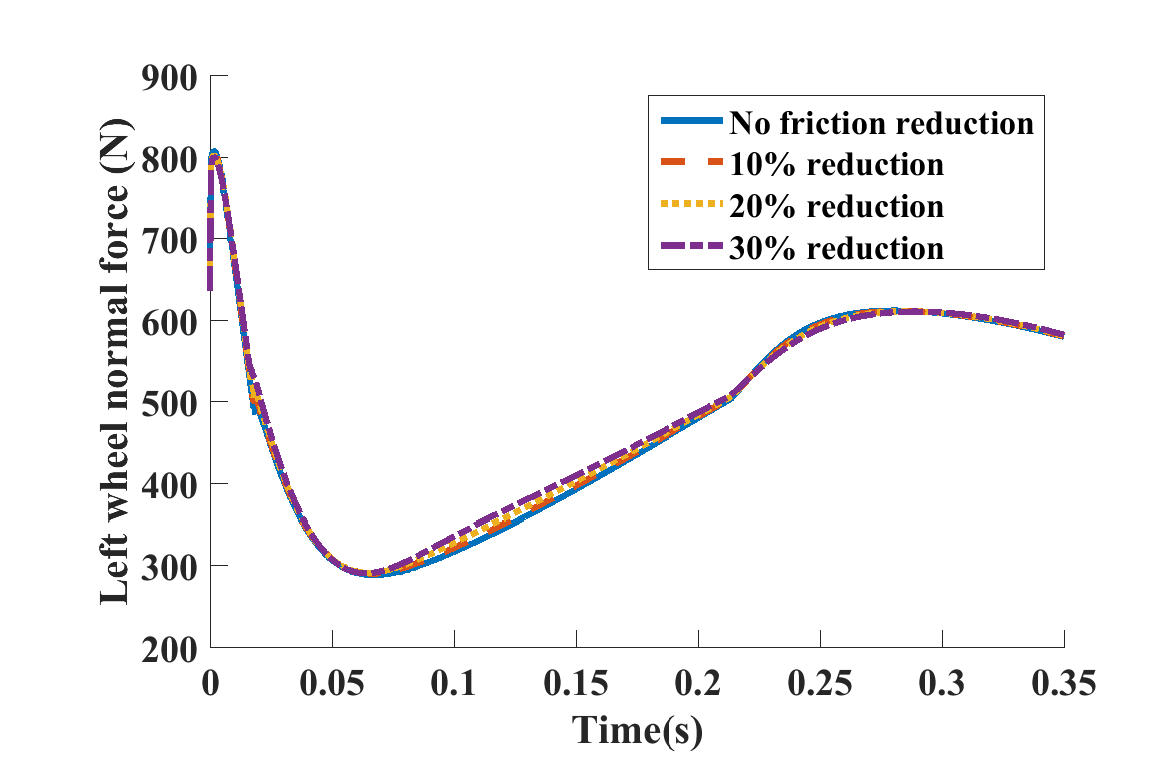 Left wheel normal force (N)
900
800
700
600
500
400
300
200
No friction reduction
10% reduction
20% reduction
30% reduction
0 0.05 0.1 0.15 0.2 0.25 0.3 0.35
Time(s)